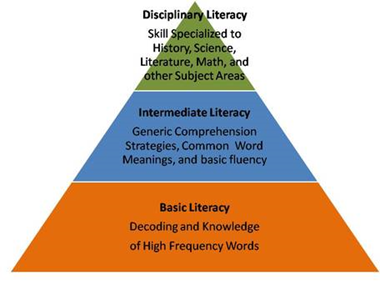 Disciplinary Literacy
Skill Specialized to
History, Science,
Literature, Math, and
other Subject Areas
Intermediate Literacy
Generic Comprehension
Strategies, Common Word
Meanings, and basic fluency
Basic Literacy
Decoding and Knowledge
of High Frequency Words